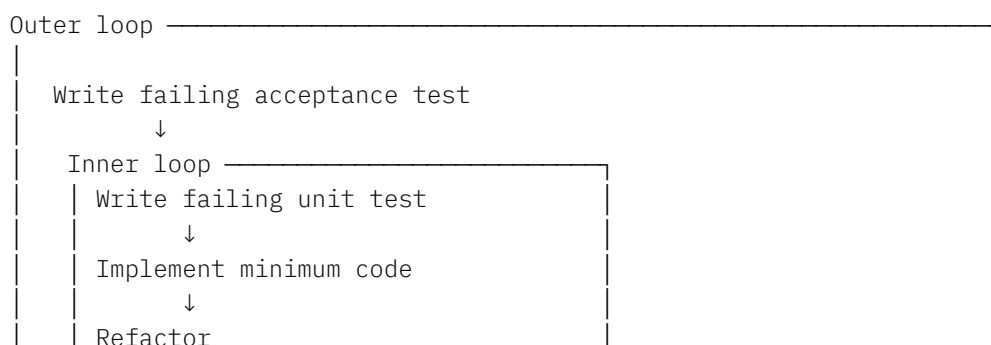 Outer loop
Write failing acceptance test
↓
Inner loop
Write failing unit test
↓
Implement minimum code
↓
Refactor